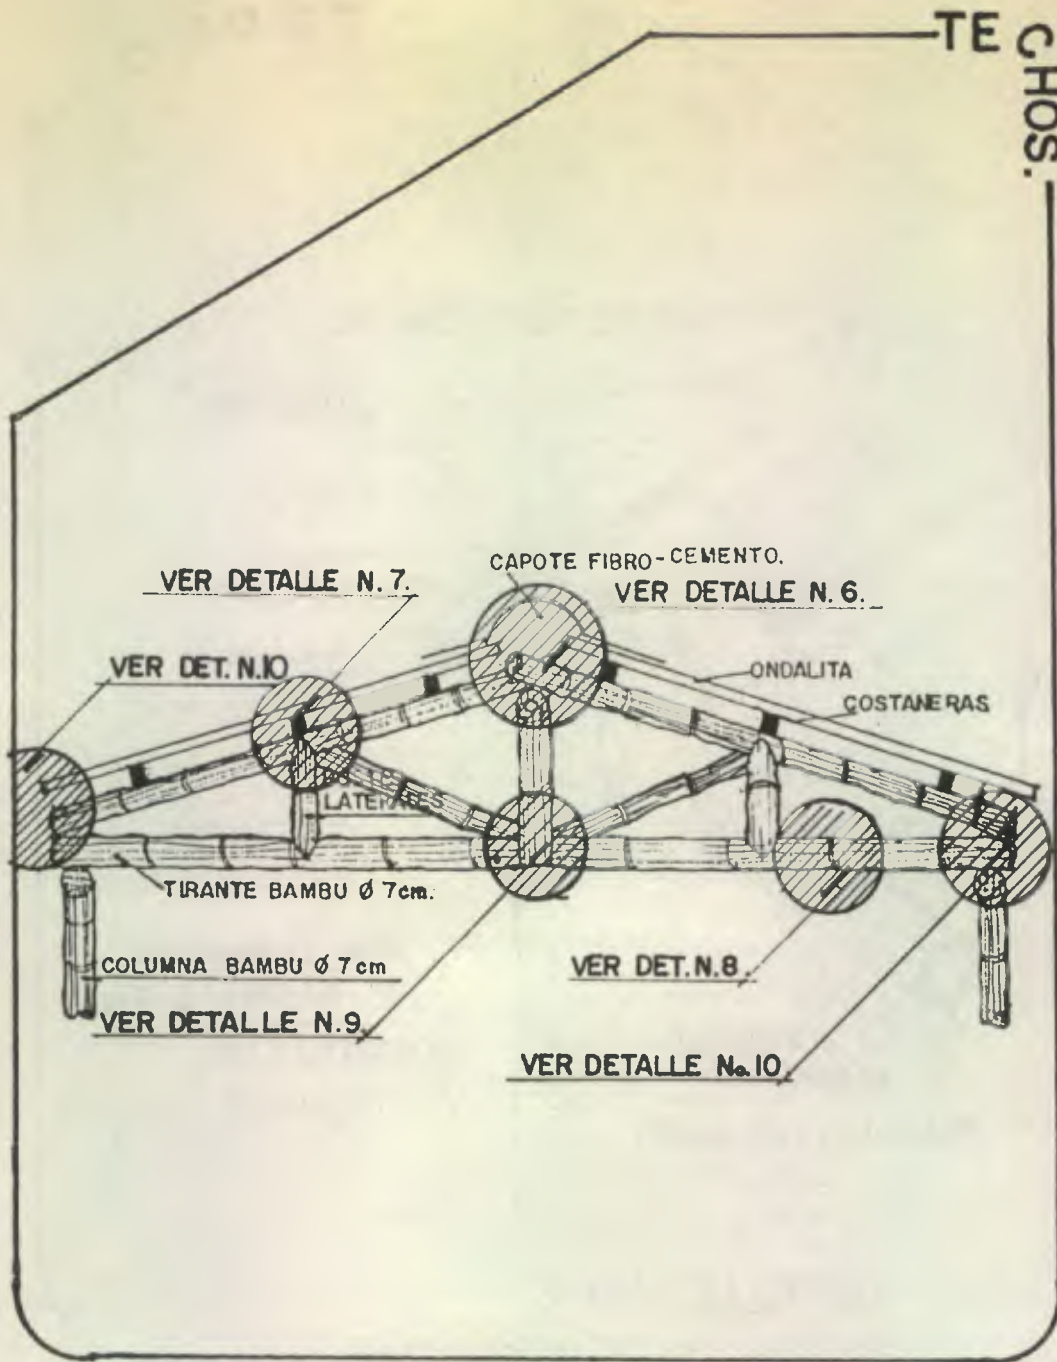 TE
CHOS.
CAPOTE FIBRO-CEMENTO.
VER DETALLE N. 7.
VER DETALLE N. 6.
VER DET. N.10
ONDALITA
COSTANERAS
LATERALES
TIRANTE BAMBU Ø 7cm.
COLUMNA BAMBU Ø 7cm
VER DET. N.8.
VER DETALLE N.9.
VER DETALLE No.10